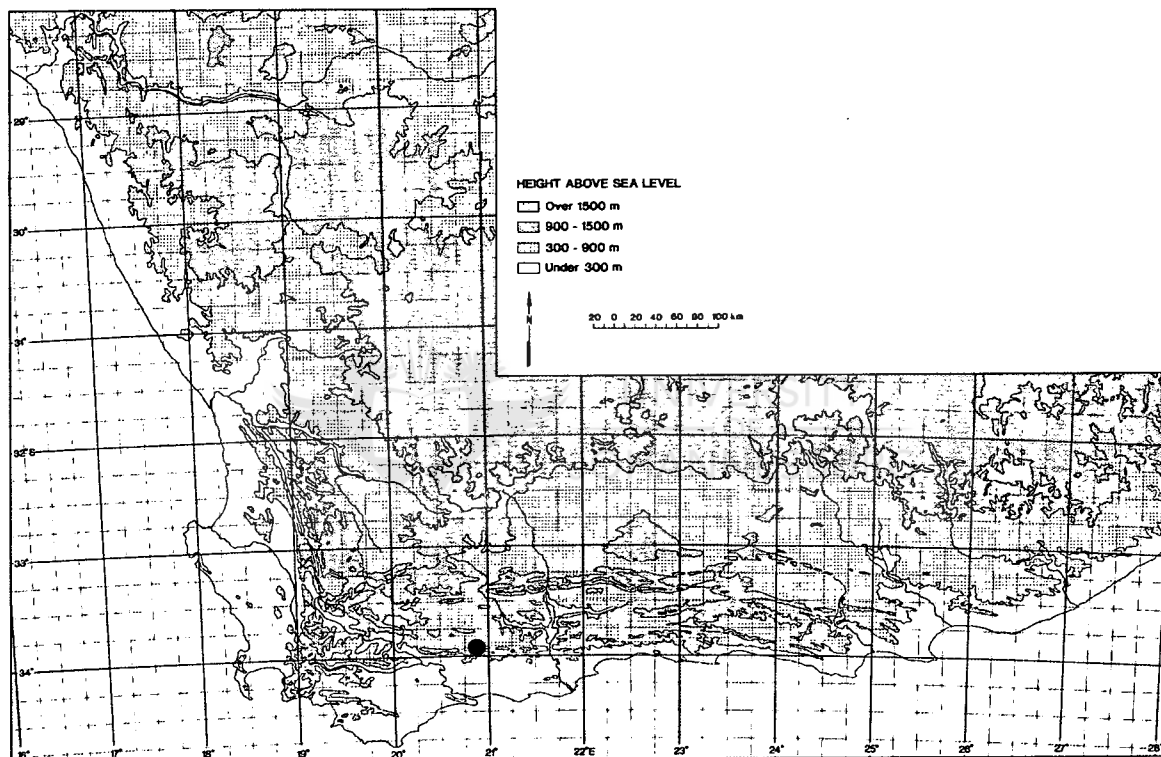 HEIGHT ABOVE SEA LEVEL
Over 1500 m
900 - 1500 m
300 - 900 m
Under 300 m
N
20 0 20 40 60 80 100 km
29°
30°
31°
32°S
33°
34°
17° 18° 19° 20° 21° 22°E 23° 24° 25° 26° 27° 28°